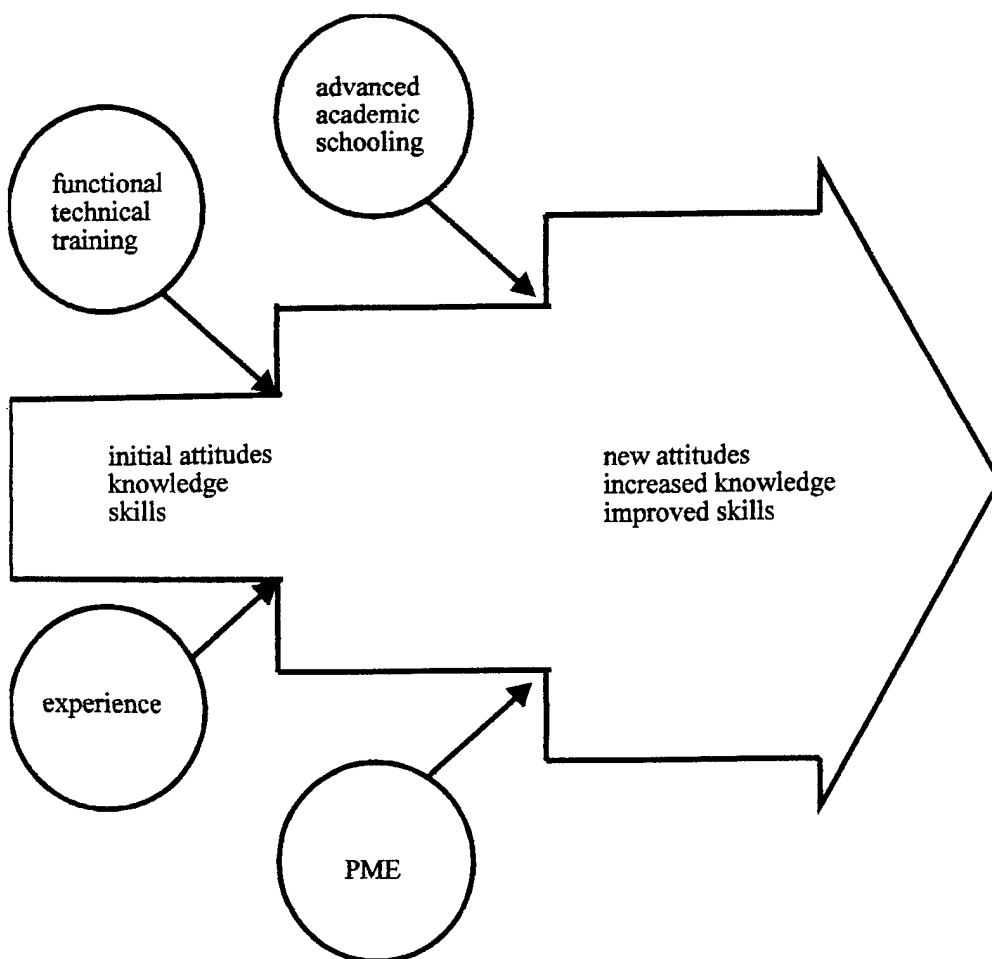 advanced
academic
schooling
functional
technical
training
initial attitudes
knowledge
skills
new attitudes
increased knowledge
improved skills
experience
PME